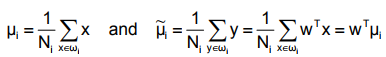 μᵢ = 1/Nᵢ ∑_{x∈ωᵢ} x and μ̃ᵢ = 1/Nᵢ ∑_{y∈ωᵢ} y = 1/Nᵢ ∑_{x∈ωᵢ} wᵀx = wᵀμᵢ